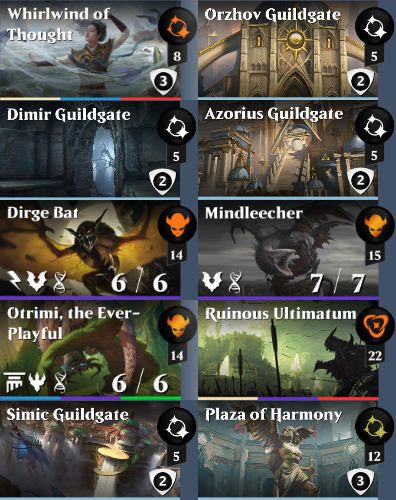 Whirlwind of
Thought
8
3
Orzhov Guildgate
5
2
Dimir Guildgate
5
2
Azorius Guildgate
5
2
Dirge Bat
14
6 / 6
Mindleecher
15
7 / 7
Otrimi, the Ever-
Playful
14
6 / 6
Ruinous Ultimatum
22
Simic Guildgate
5
2
Plaza of Harmony
12
3